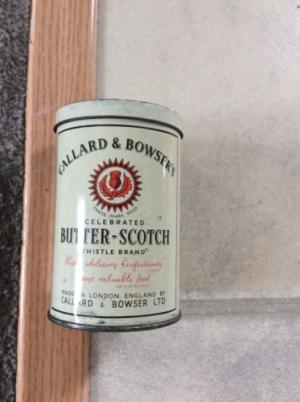 CALLARD & BOWSER'S
TRADE MARK REGD
CELEBRATED
BUTTER-SCOTCH
THISTLE BRAND
wholesome Confectionery
most valuable food
MADE IN LONDON, ENGLAND BY
CALLARD & BOWSER LTD